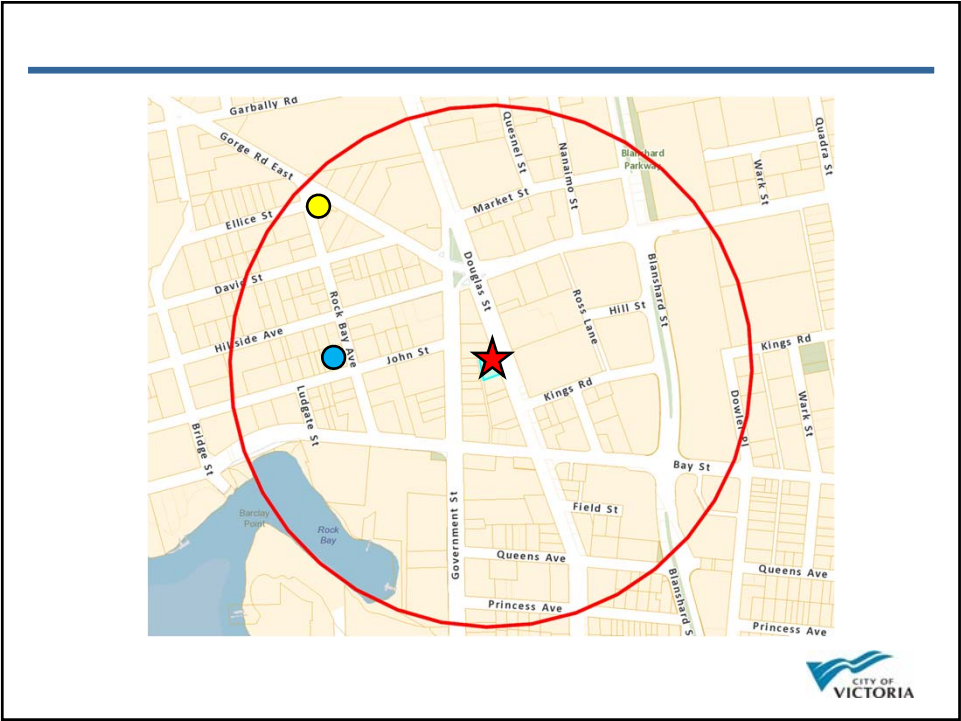 Garbally Rd
Gorge Rd East
Quesnel St
Nanaimo St
Blanshard
Parkway
Quadra St
Wark St
Market St
Ellice St
David St
Douglas St
Blanshard St
Rock Bay Ave
Ross Lane
Hill St
Hillside Ave
John St
Kings Rd
Kings Rd
Ludgate St
Dowler Pl
Wark St
Bridge St
Bay St
Government St
Field St
Barclay
Point
Rock
Bay
Queens Ave
Queens Ave
Blanshard S
Princess Ave
Princess Ave
CITY OF
VICTORIA